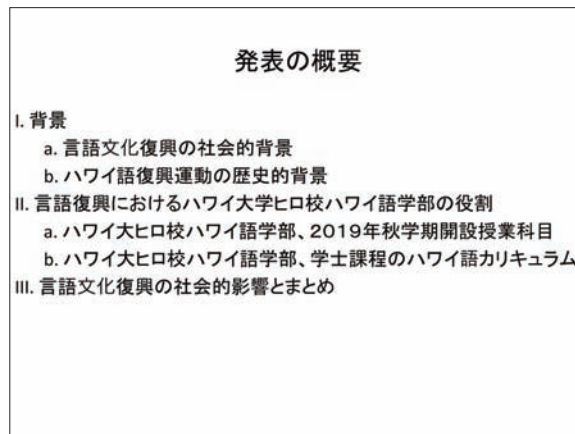 発表の概要
I. 背景
a. 言語文化復興の社会的背景
b. ハワイ語復興運動の歴史的背景
II. 言語復興におけるハワイ大学ヒロ校ハワイ語学部の役割
a. ハワイ大ヒロ校ハワイ語学部、2019年秋学期開設授業科目
b. ハワイ大ヒロ校ハワイ語学部、学士課程のハワイ語カリキュラム
III. 言語文化復興の社会的影響とまとめ